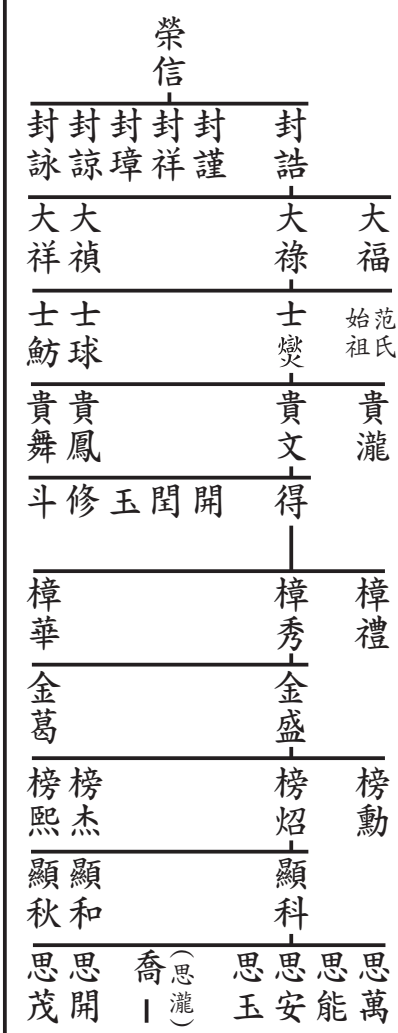 榮信
封誥 封謹 封祥 封璋 封諒 封詠
大福 大祿 大禎 大祥
范氏始祖 士爕 士球 士魴
貴瀧 貴文 貴鳳 貴舞
得 開 閏 玉 修 斗
樟禮 樟秀 樟華
金盛 金葛
榜勳 榜炤 榜杰 榜熙
顯科 顯和 顯秋
思萬 思能 思安 思玉 喬(思瀧) 思開 思茂